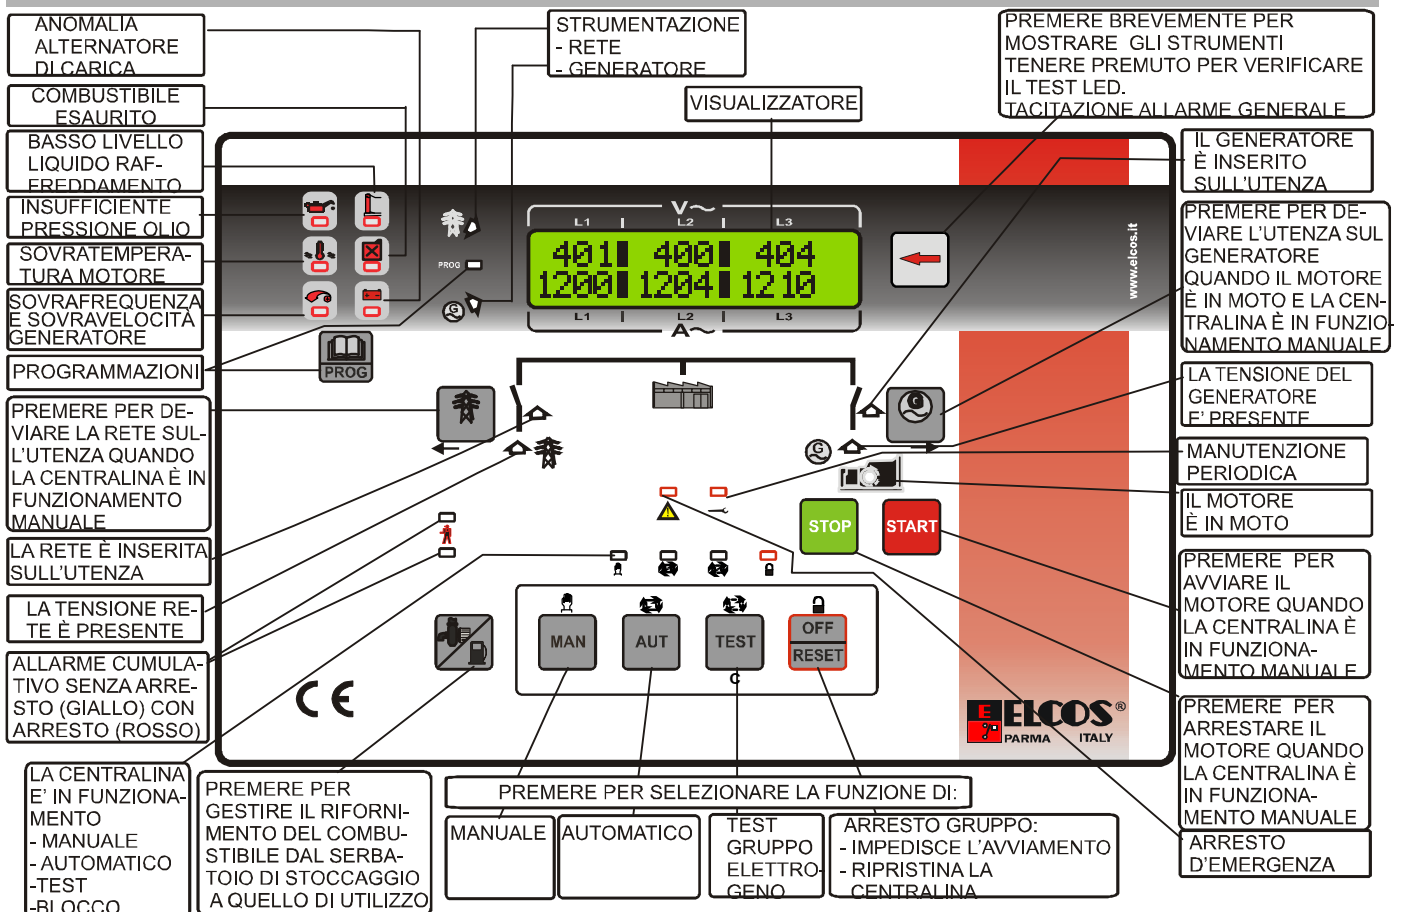 ANOMALIA
ALTERNATORE
DI CARICA
STRUMENTAZIONE
- RETE
- GENERATORE
PREMERE BREVEMENTE PER
MOSTRARE GLI STRUMENTI
TENERE PREMUTO PER VERIFICARE
IL TEST LED.
TACITAZIONE ALLARME GENERALE
COMBUSTIBILE
ESAURITO
VISUALIZZATORE
BASSO LIVELLO
LIQUIDO RAF-
FREDDAMENTO
IL GENERATORE
È INSERITO
SULL'UTENZA
INSUFFICIENTE
PRESSIONE OLIO
SOVRATEMPERA-
TURA MOTORE
SOVRAFREQUENZA
E SOVRAVELOCITÀ
GENERATORE
PROGRAMMAZIONI
PREMERE PER DE-
VIARE L'UTENZA SUL
GENERATORE
QUANDO IL MOTORE
È IN MOTO E LA CEN-
TRALINA È IN FUNZIO-
NAMENTO MANUALE
V~
L1 L2 L3
401 400 404
1200 1204 1210
L1 L2 L3
A~
PROG
G
www.elcos.it
PROG
PREMERE PER DE-
VIARE LA RETE SUL-
L'UTENZA QUANDO
LA CENTRALINA È IN
FUNZIONAMENTO
MANUALE
G
G
LA TENSIONE DEL
GENERATORE
E' PRESENTE
MANUTENZIONE
PERIODICA
IL MOTORE
È IN MOTO
LA RETE È INSERITA
SULL'UTENZA
STOP
START
LA TENSIONE RE-
TE È PRESENTE
PREMERE PER
AVVIARE IL
MOTORE QUANDO
LA CENTRALINA È
IN FUNZIONA-
MENTO MANUALE
ALLARME CUMULA-
TIVO SENZA ARRE-
STO (GIALLO) CON
ARRESTO (ROSSO)
MAN
AUT
TEST
OFF
RESET
C
CE
E ELCOS®
PARMA ITALY
PREMERE PER
ARRESTARE IL
MOTORE QUANDO
LA CENTRALINA È
IN FUNZIONA-
MENTO MANUALE
LA CENTRALINA
E' IN FUNZIONA-
MENTO
- MANUALE
- AUTOMATICO
-TEST
-BLOCCO
PREMERE PER
GESTIRE IL RIFORNI-
MENTO DEL COMBU-
STIBILE DAL SERBA-
TOIO DI STOCCAGGIO
A QUELLO DI UTILIZZO
PREMERE PER SELEZIONARE LA FUNZIONE DI:
MANUALE
AUTOMATICO
TEST
GRUPPO
ELETTRO-
GENO
ARRESTO GRUPPO:
- IMPEDISCE L'AVVIAMENTO
- RIPRISTINA LA
CENTRALINA
ARRESTO
D'EMERGENZA